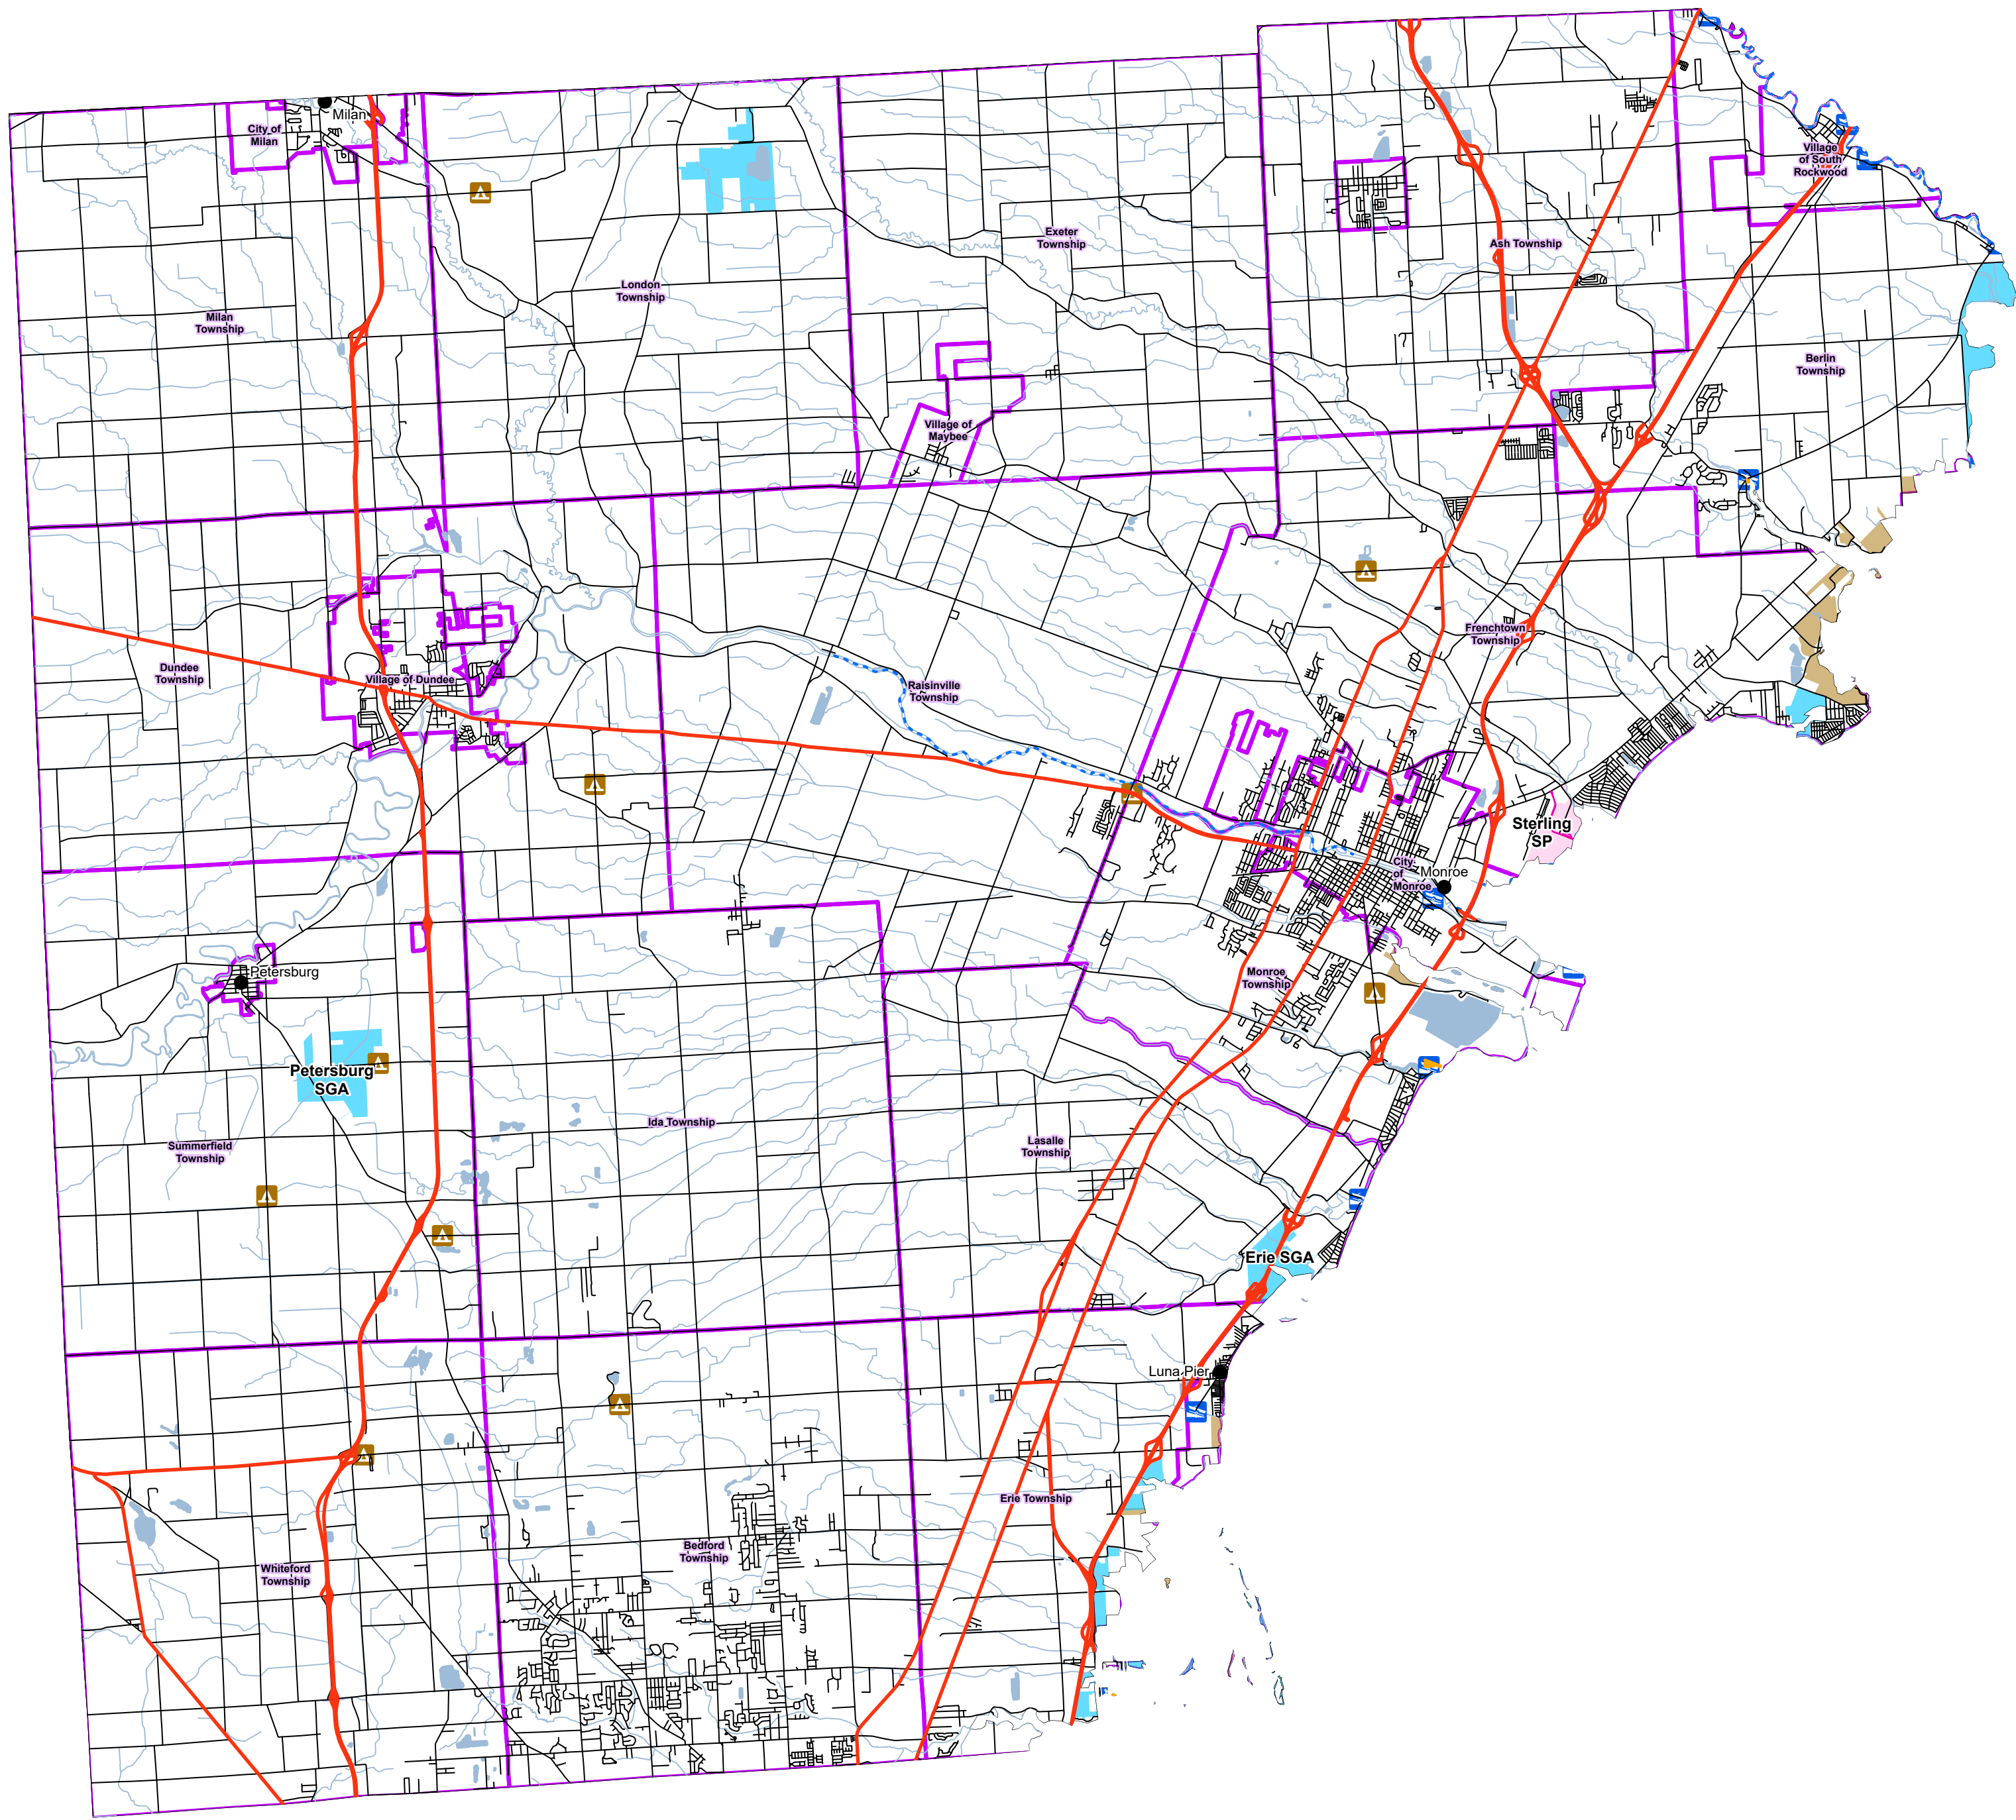 Milan
City of
Milan
Village
of South
Rockwood
Exeter
Township
Ash Township
London
Township
Milan
Township
Berlin
Township
Village of
Maybee
Frenchtown
Township
Dundee
Township
Village of Dundee
Raisinville
Township
Sterling
SP
City
of
Monroe
Monroe
Petersburg
Monroe
Township
Petersburg
SGA
Ida Township
Summerfield
Township
Lasalle
Township
Erie SGA
Luna Pier
Erie Township
Bedford
Township
Whiteford
Township